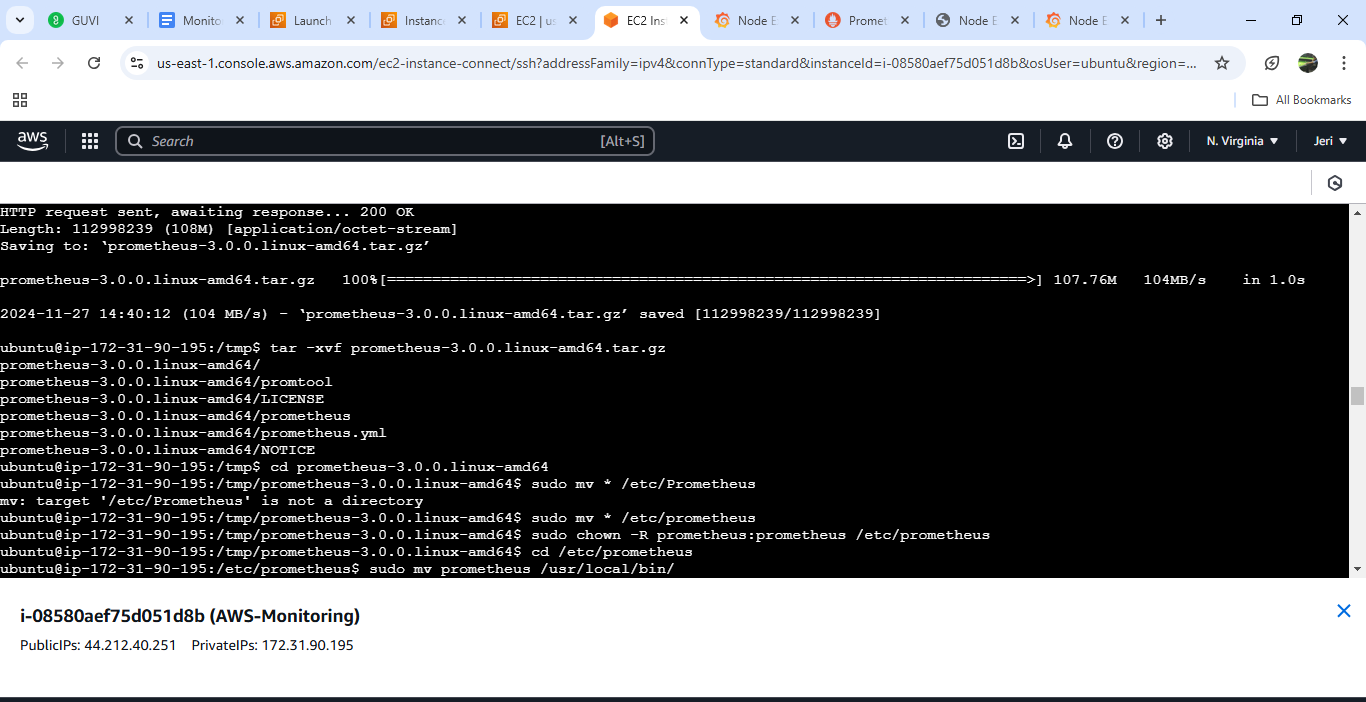 GUVI
Monito
Launch
Instanc
EC2 | us
EC2 Ins
Node E
Promet
Node E
Node E
us-east-1.console.aws.amazon.com/ec2-instance-connect/ssh?addressFamily=ipv4&connType=standard&instanceId=i-08580aef75d051d8b&osUser=ubuntu&region=...
All Bookmarks
aws
Search
[Alt+S]
N. Virginia
Jeri
HTTP request sent, awaiting response... 200 OK
Length: 112998239 (108M) [application/octet-stream]
Saving to: ‘prometheus-3.0.0.linux-amd64.tar.gz’
prometheus-3.0.0.linux-amd64.tar.gz 100%[=======================================================================>] 107.76M 104MB/s in 1.0s
2024-11-27 14:40:12 (104 MB/s) - ‘prometheus-3.0.0.linux-amd64.tar.gz’ saved [112998239/112998239]
ubuntu@ip-172-31-90-195:/tmp$ tar -xvf prometheus-3.0.0.linux-amd64.tar.gz
prometheus-3.0.0.linux-amd64/
prometheus-3.0.0.linux-amd64/promtool
prometheus-3.0.0.linux-amd64/LICENSE
prometheus-3.0.0.linux-amd64/prometheus
prometheus-3.0.0.linux-amd64/prometheus.yml
prometheus-3.0.0.linux-amd64/NOTICE
ubuntu@ip-172-31-90-195:/tmp$ cd prometheus-3.0.0.linux-amd64
ubuntu@ip-172-31-90-195:/tmp/prometheus-3.0.0.linux-amd64$ sudo mv * /etc/Prometheus
mv: target '/etc/Prometheus' is not a directory
ubuntu@ip-172-31-90-195:/tmp/prometheus-3.0.0.linux-amd64$ sudo mv * /etc/prometheus
ubuntu@ip-172-31-90-195:/tmp/prometheus-3.0.0.linux-amd64$ sudo chown -R prometheus:prometheus /etc/prometheus
ubuntu@ip-172-31-90-195:/tmp/prometheus-3.0.0.linux-amd64$ cd /etc/prometheus
ubuntu@ip-172-31-90-195:/etc/prometheus$ sudo mv prometheus /usr/local/bin/
i-08580aef75d051d8b (AWS-Monitoring)
PublicIPs: 44.212.40.251 PrivateIPs: 172.31.90.195